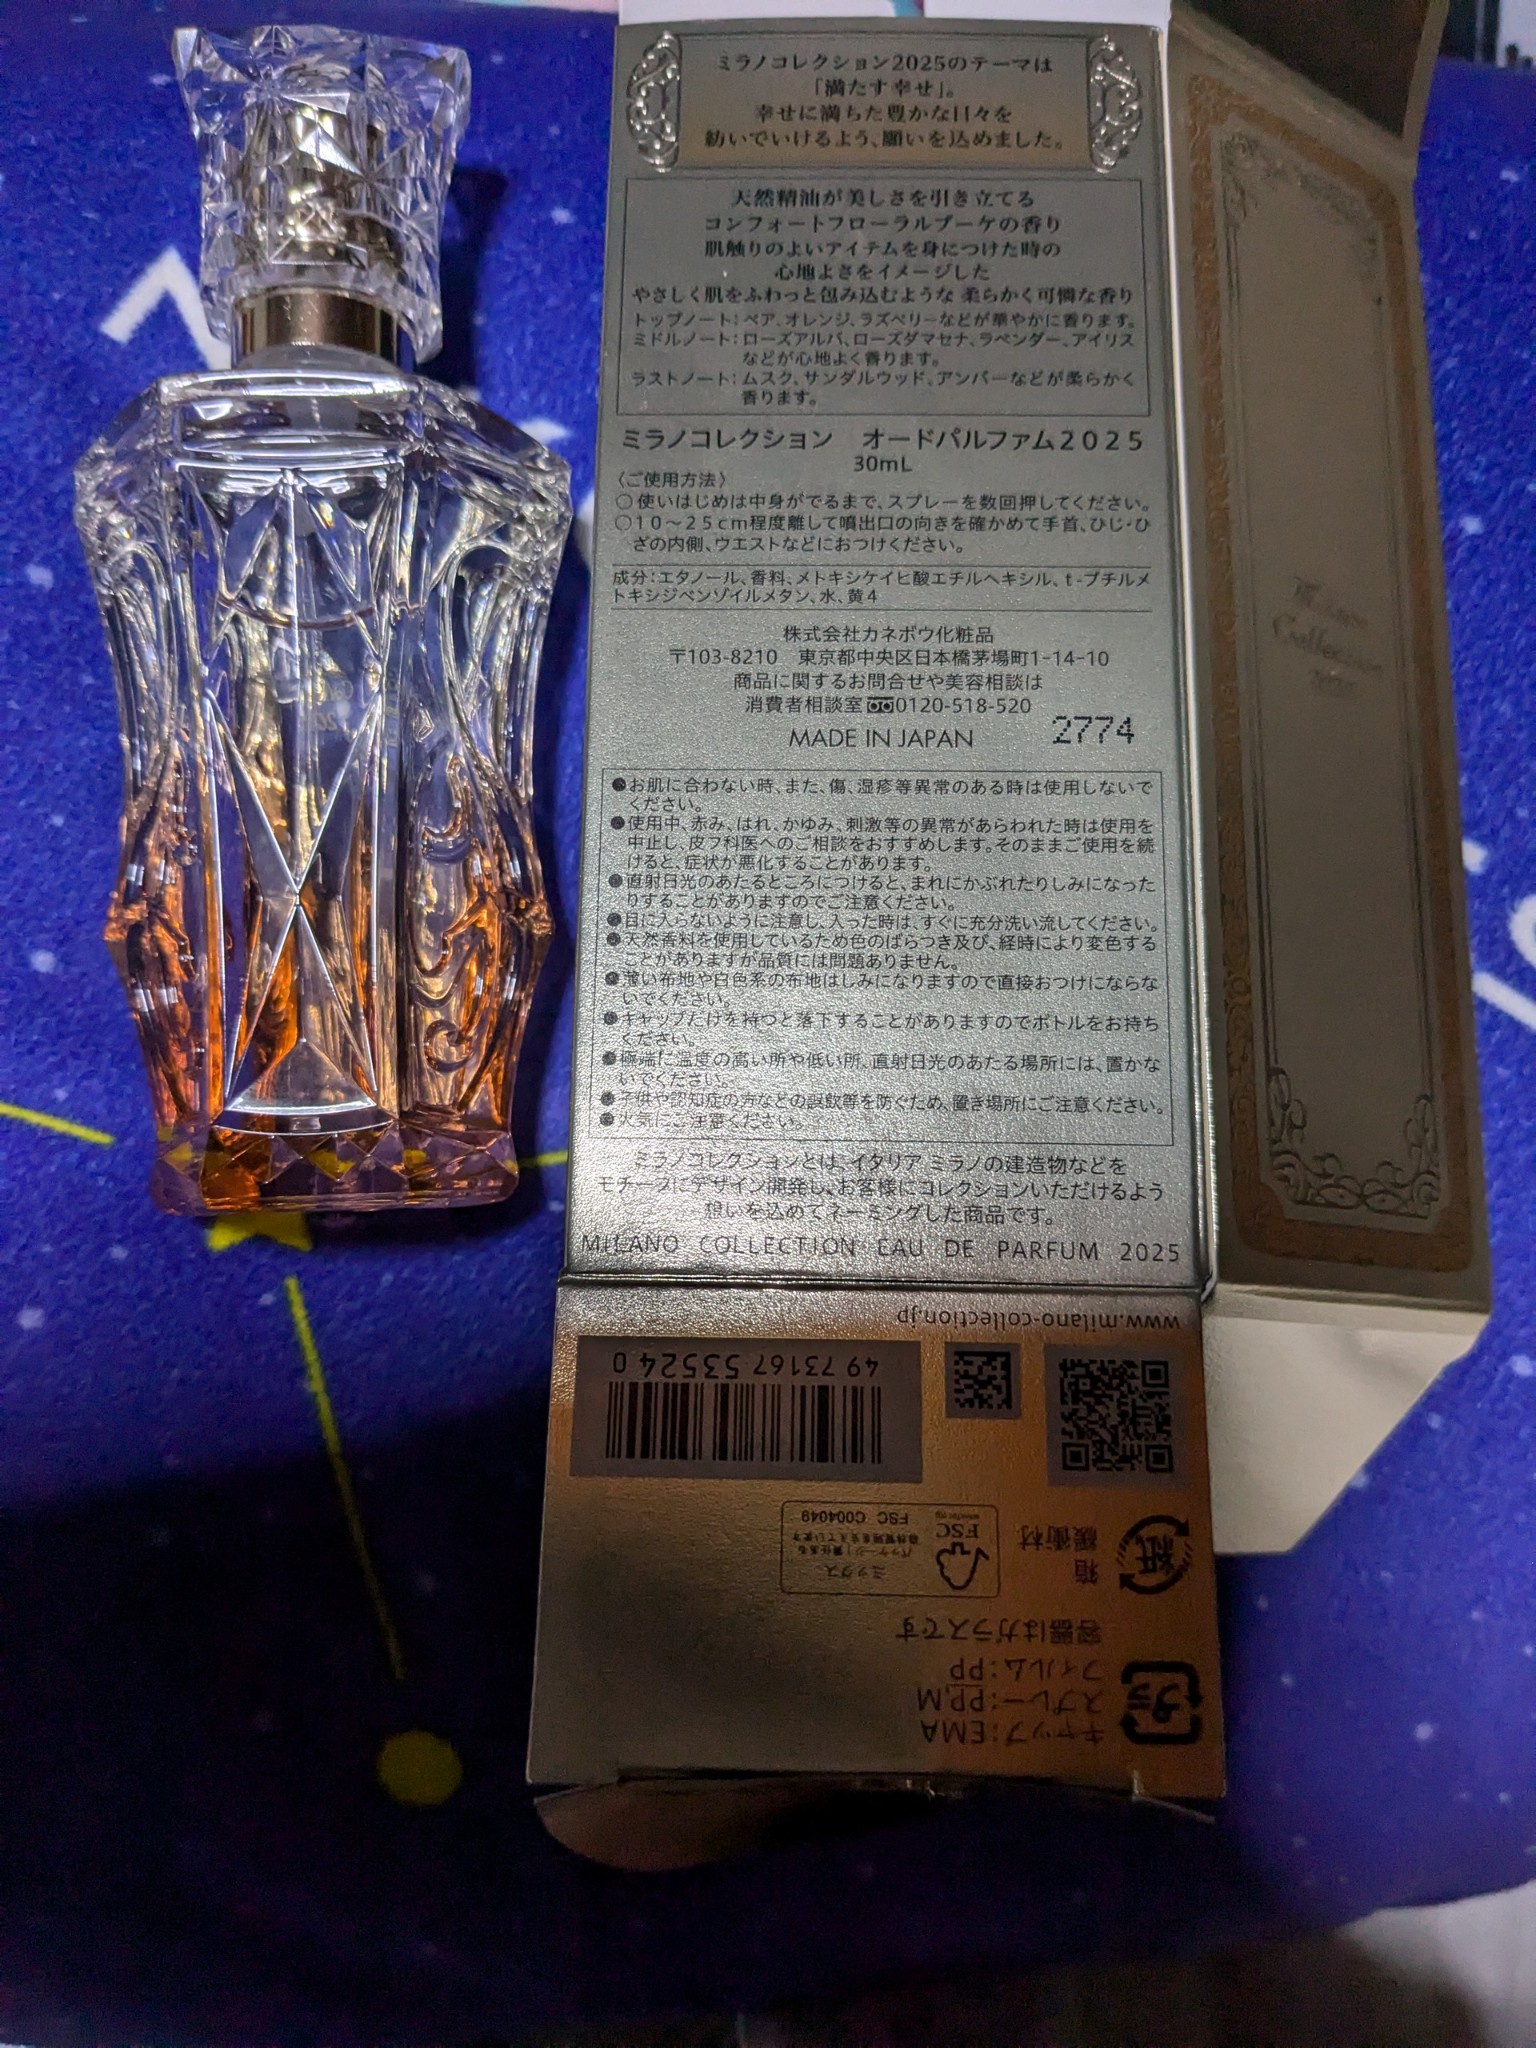 ミラノコレクション2025のテーマは
「満たす幸せ」。
幸せに満ちた豊かな日々を
紡いでいけるよう、願いを込めました。
天然精油が美しさを引き立てる
コンフォートフローラルブーケの香り
肌触りのよいアイテムを身につけた時の
心地よさをイメージした
やさしく肌をふわっと包み込むような 柔らかく可憐な香り
トップノート：ペア、オレンジ、ラズベリーなどが華やかに香ります。
ミドルノート：ローズアルバ、ローズダマセナ、ラベンダー、アイリス
などが心地よく香ります。
ラストノート：ムスク、サンダルウッド、アンバーなどが柔らかく
香ります。
ミラノコレクション オードパルファム2025
30mL
〈ご使用方法〉
○使いはじめは中身がでるまで、スプレーを数回押してください。
○10～25cm程度離して噴出口の向きを確かめて手首、ひじ・ひ
ざの内側、ウエストなどにおつけください。
成分：エタノール、香料、メトキシケイヒ酸エチルヘキシル、t-ブチルメ
トキシジベンゾイルメタン、水、黄4
株式会社カネボウ化粧品
〒103-8210 東京都中央区日本橋茅場町1-14-10
商品に関するお問合せや美容相談は
消費者相談室 0120-518-520
MADE IN JAPAN 2774
●お肌に合わない時、また、傷、湿疹等異常のある時は使用しないで
ください。
●使用中、赤み、はれ、かゆみ、刺激等の異常があらわれた時は使用を
中止し、皮フ科医へのご相談をおすすめします。そのままご使用を続
けると、症状が悪化することがあります。
●直射日光のあたるところにつけると、まれにかぶれたりしみになった
りすることがありますのでご注意ください。
●目に入らないように注意し、入った時は、すぐに充分洗い流してください。
●天然香料を使用しているため色のばらつき及び、経時により変色する
ことがありますが品質には問題ありません。
●薄い布地や白色系の布地はしみになりますので直接おつけにならな
いでください。
●キャップだけを持つと落下することがありますのでボトルをお持ち
ください。
●極端に温度の高い所や低い所、直射日光のあたる場所には、置かな
いでください。
●子供や認知症の方などの誤飲等を防ぐため、置き場所にご注意ください。
●火気にご注意ください。
ミラノコレクションとは、イタリア ミラノの建造物などを
モチーフにデザイン開発し、お客様にコレクションいただけるよう
想いを込めてネーミングした商品です。
MILANO COLLECTION EAU DE PARFUM 2025
www.milano-collection.jp
49 73167 53524 0
紙
箱
緩衝材
FSC
ミックス
パッケージ｜責任ある
森林管理を支えています
FSC C004049
容器はガラスです
プラ
キャップ：EMA
スプレー：PP,M
フィルム：PP
Milano
Collection
2025